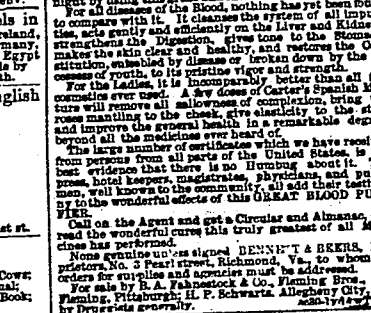 els in
reland,
rmany,
Egypt
ls by
th.
nglish
et st.
Cows;
nal;
Book;
For all diseases of the Blood, nothing has yet been fou
to compare with it. It cleanses the system of all impu
ties, acts gently and efficiently on the Liver and Kidne
strengthens the Digestion, gives tone to the Stoma
makes the skin clear and healthy, and restores the C
stitution, enfeebled by disease or broken down by the
cesses of youth, to its pristine vigor and strength.
For the Ladies, it is incomparably better than all
cosmetics ever used. A few doses of Carter's Spanish M
ture will remove all sallowness of complexion, bring
roses mantling to the cheek, give elasticity to the st
and improve the general health in a remarkable degr
beyond all the medicines ever heard of.
The large number of certificates which we have recei
from persons from all parts of the United States, is
best evidence that there is no Humbug about it.
press, hotel keepers, magistrates, physicians, and pu
men, well known to the community, all add their testi
ny to the wonderful effects of this GREAT BLOOD PU
FIER.
Call on the Agent and get a Circular and Almanac,
read the wonderful cures this truly greatest of all M
cines has performed.
None genuine unless signed BENNETT & BEERS,
prietors, No. 3 Pearl street, Richmond, Va., to whom
orders for supplies and agencies must be addressed.
For sale by B. A. Fahnestock & Co., Fleming Bros.,
Fleming, Pittsburgh; H. P. Schwartz, Allegheny City,
by Druggists generally.